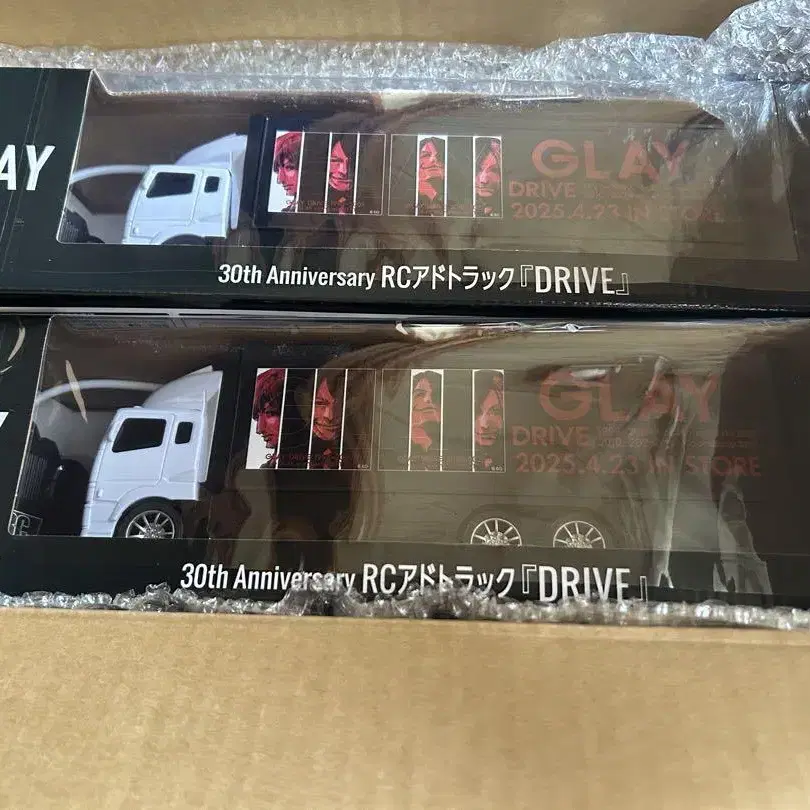 AY
GLAY
DRIVE
2025.4.23 IN STORE
30th Anniversary RCアドトラック『DRIVE』
GLAY
DRIVE
2025.4.23 IN STORE
30th Anniversary RCアドトラック『DRIVE』